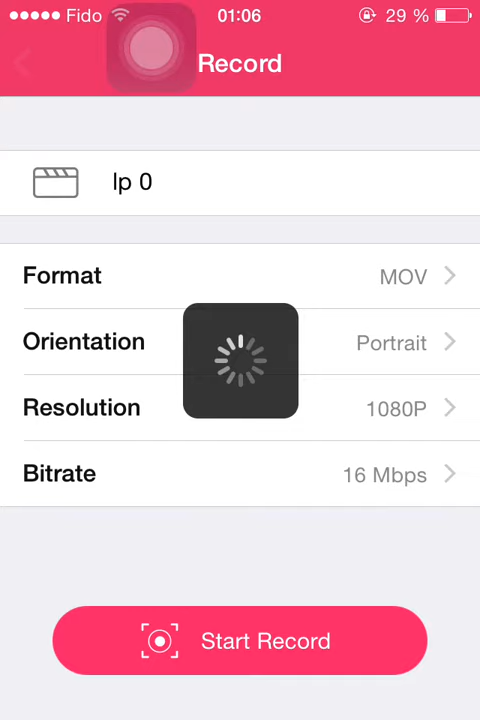 Fido 01:06 29 %
Record
lp 0
Format MOV
Orientation Portrait
Resolution 1080P
Bitrate 16 Mbps
Start Record